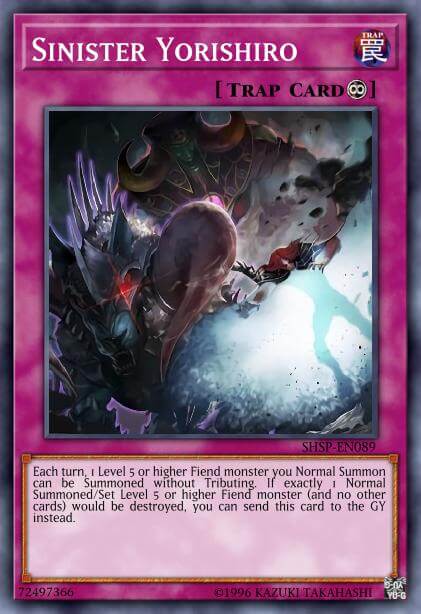 Sinister Yorishiro
TRAP
罠
[Trap Card♾]
SHSP-EN089
Each turn, 1 Level 5 or higher Fiend monster you Normal Summon
can be Summoned without Tributing. If exactly 1 Normal
Summoned/Set Level 5 or higher Fiend monster (and no other
cards) would be destroyed, you can send this card to the GY
instead.
72497366
©1996 KAZUKI TAKAHASHI